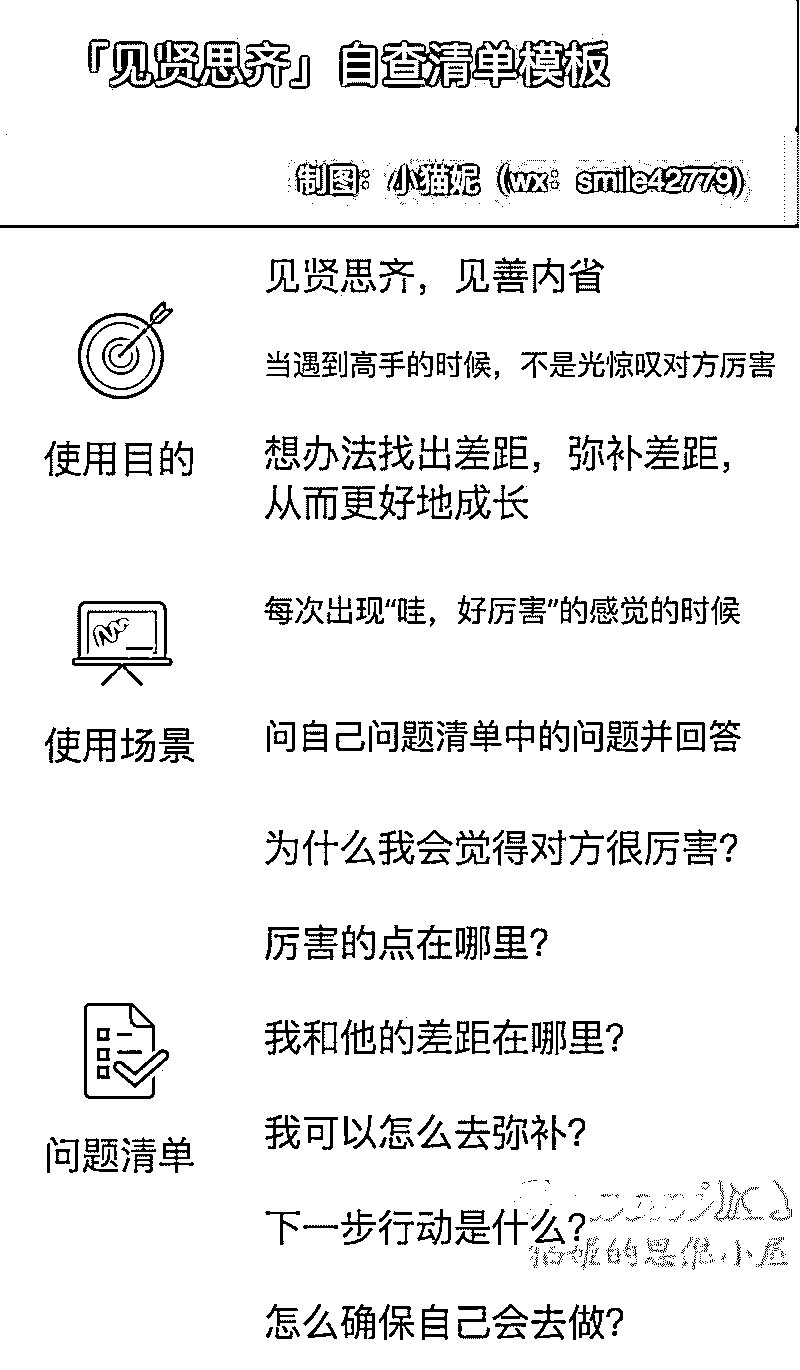 「见贤思齐」自查清单模板
制图：小猫妮（wx：smile42779）
见贤思齐，见善内省
当遇到高手的时候，不是光惊叹对方厉害
使用目的
想办法找出差距，弥补差距，
从而更好地成长
每次出现“哇，好厉害”的感觉的时候
使用场景
问自己问题清单中的问题并回答
为什么我会觉得对方很厉害？
厉害的点在哪里？
我和他的差距在哪里？
我可以怎么去弥补？
问题清单
下一步行动是什么？
的思维小屋
怎么确保自己会去做？